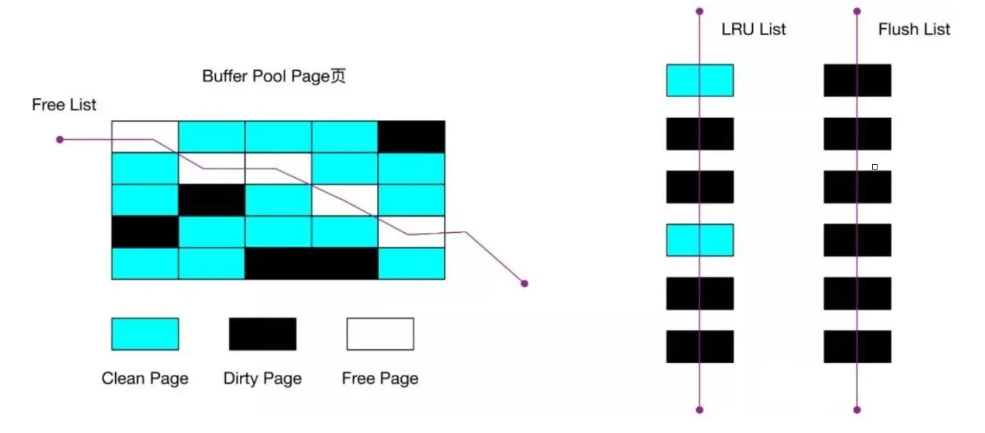 Buffer Pool Page页
Free List
Clean Page
Dirty Page
Free Page
LRU List
Flush List